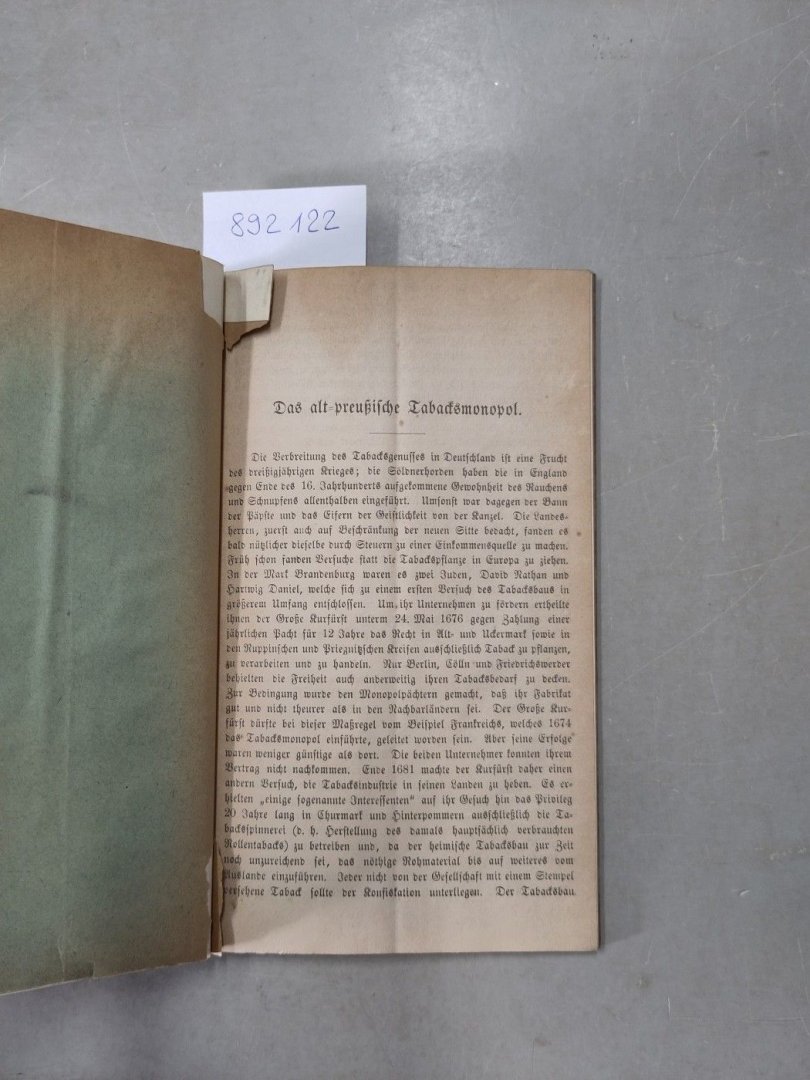 892 122
Das alt-preußische Tabacksmonopol.
Die Verbreitung des Tabacksgenusses in Deutschland ist eine Frucht
des dreißigjährigen Krieges; die Söldnerhorden haben die in England
gegen Ende des 16. Jahrhunderts aufgekommene Gewohnheit des Rauchens
und Schnupfens allenthalben eingeführt. Umsonst war dagegen der Bann
der Päpste und das Eifern der Geistlichkeit von der Kanzel. Die Landes-
herren, zuerst auch auf Beschränkung der neuen Sitte bedacht, fanden es
bald nützlicher dieselbe durch Steuern zu einer Einkommensquelle zu machen.
Früh schon fanden Versuche statt die Tabackspflanze in Europa zu ziehen.
In der Mark Brandenburg waren es zwei Juden, David Nathan und
Hartwig Daniel, welche sich zu einem ersten Versuch des Tabacksbaus in
größerem Umfang entschlossen. Um ihr Unternehmen zu fördern ertheilte
ihnen der Große Kurfürst unterm 24. Mai 1676 gegen Zahlung einer
jährlichen Pacht für 12 Jahre das Recht in Alt- und Uckermark sowie in
den Ruppinschen und Priegnitzschen Kreisen ausschließlich Taback zu pflanzen,
zu verarbeiten und zu handeln. Nur Berlin, Cölln und Friedrichswerder
behielten die Freiheit auch anderweitig ihren Tabacksbedarf zu decken.
Zur Bedingung wurde den Monopolpächtern gemacht, daß ihr Fabrikat
gut und nicht theurer als in den Nachbarländern sei. Der Große Kur-
fürst dürfte bei dieser Maßregel vom Beispiel Frankreichs, welches 1674
das Tabacksmonopol einführte, geleitet worden sein. Aber seine Erfolge
waren weniger günstige als dort. Die beiden Unternehmer konnten ihrem
Vertrag nicht nachkommen. Ende 1681 machte der Kurfürst daher einen
andern Versuch, die Tabacksindustrie in seinen Landen zu heben. Es er-
hielten „einige sogenannte Interessenten“ auf ihr Gesuch hin das Privileg
20 Jahre lang in Churmark und Hinterpommern ausschließlich die Ta-
backsspinnerei (d. h. Herstellung des damals hauptsächlich verbrauchten
Rollentabacks) zu betreiben und, da der heimische Tabacksbau zur Zeit
noch unzureichend sei, das nöthige Rohmaterial bis auf weiteres vom
Auslande einzuführen. Jeder nicht von der Gesellschaft mit einem Stempel
versehene Taback sollte der Konfiskation unterliegen. Der Tabacksbau